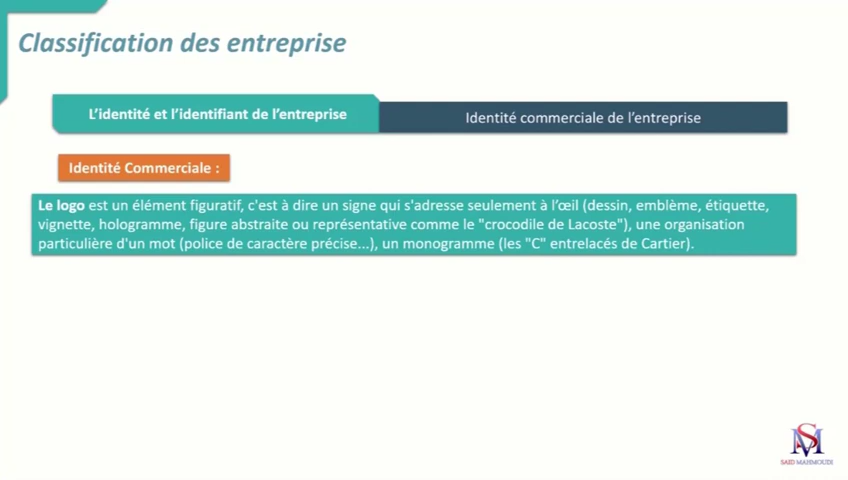 Classification des entreprise
L'identité et l'identifiant de l'entreprise
Identité commerciale de l'entreprise
Identité Commerciale :
Le logo est un élément figuratif, c'est à dire un signe qui s'adresse seulement à l'œil (dessin, emblème, étiquette,
vignette, hologramme, figure abstraite ou représentative comme le "crocodile de Lacoste"), une organisation
particulière d'un mot (police de caractère précise...), un monogramme (les "C" entrelacés de Cartier).
SM
SAID MAHMOUDI